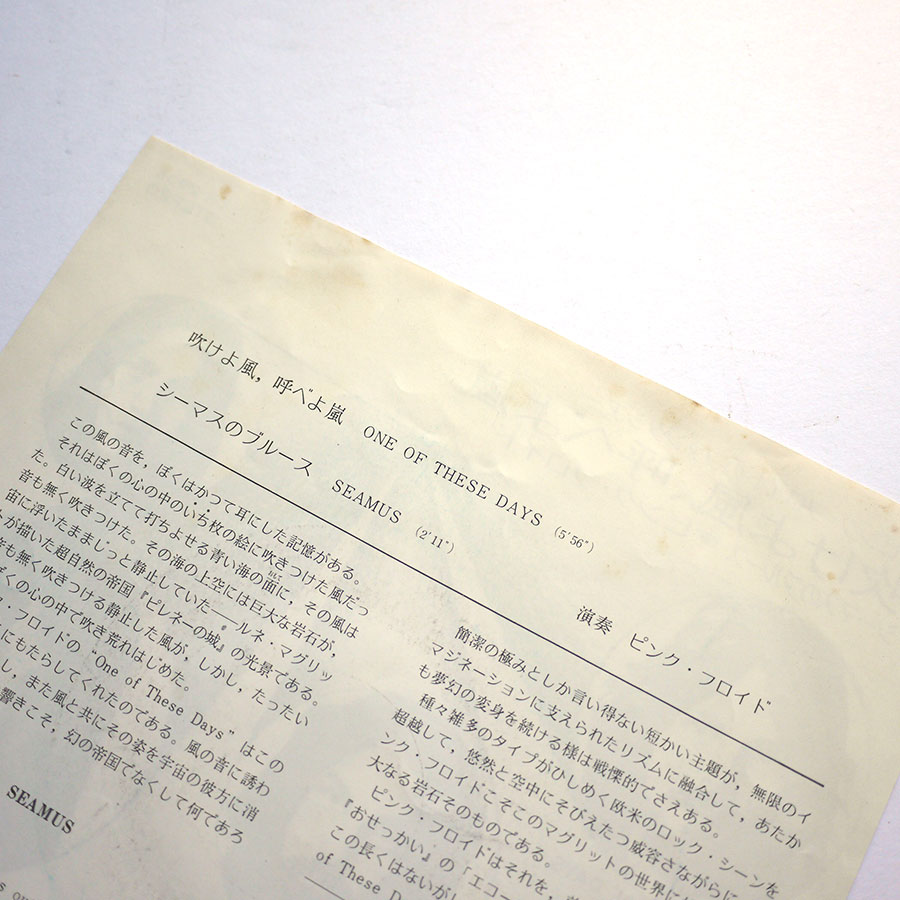 吹けよ風，呼べよ嵐 ONE OF THESE DAYS (5'56")
シーマスのブルース SEAMUS (2'11")
演奏 ピンク・フロイド
この風の音を，ぼくはかつて耳にした記憶がある。
それはぼくの心の中のいち枚の絵に吹きつけた風だっ
た。白い波を立てて打ちよせる青い海の面に，その風は
音も無く吹きつけた。その海の上空には巨大な岩石が，
宙に浮いたままじっと静止していた——ルネ・マグリッ
が描いた超自然の帝国『ピレネーの城』の光景である。
も無く吹きつける静止した風が，しかし，たったい
くの心の中で吹き荒れはじめた。
フロイドの“One of These Days”はこの
にもたらしてくれたのである。風の音に誘わ
し，また風と共にその姿を宇宙の彼方に消
響きこそ，幻の帝国でなくして何であろ
SEAMUS
簡潔の極みとしか言い得ない短かい主題が，無限のイ
マジネーションに支えられたリズムに融合して，あたか
も夢幻の変身を続ける様は戦慄的でさえある。
種々雑多のタイプがひしめく欧米のロック・シーンを
超越して，悠然と空中にそびえたつ威容さながらに
ンク・フロイドこそこのマグリットの世界に
大なる岩石そのものである。
ピンク・フロイドはそれを，
『おせっかい』の「エコー
この長くはないが
of These D